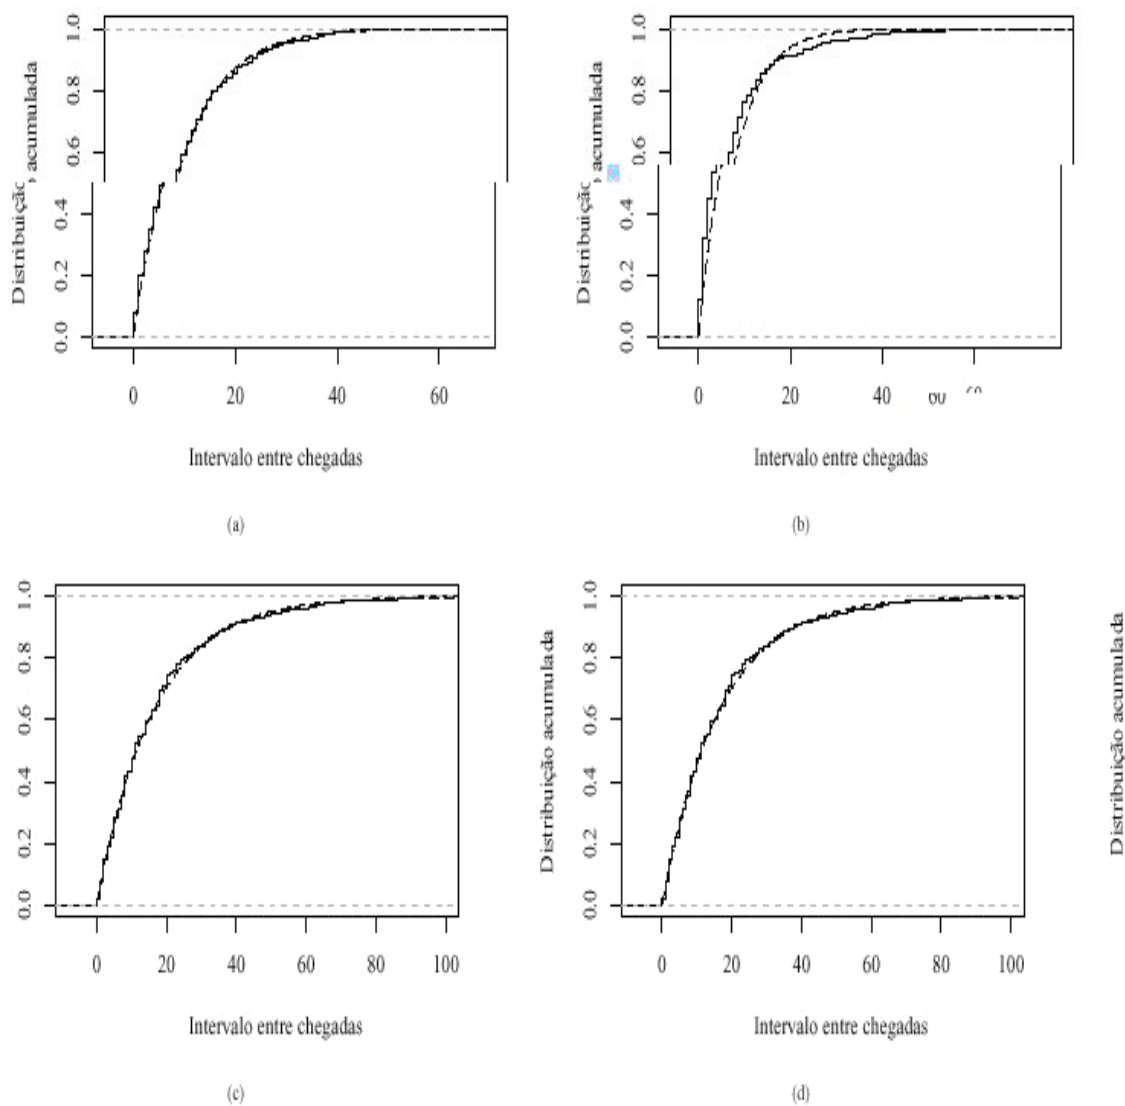 Distribuição acumulada
0.0 0.2 0.4 0.6 0.8 1.0
0 20 40 60
Intervalo entre chegadas
(a)
Distribuição acumulada
0.0 0.2 0.4 0.6 0.8 1.0
0 20 40
Intervalo entre chegadas
(b)
0.0 0.2 0.4 0.6 0.8 1.0
0 20 40 60 80 100
Intervalo entre chegadas
(c)
Distribuição acumulada
0.0 0.2 0.4 0.6 0.8 1.0
0 20 40 60 80 100
Intervalo entre chegadas
(d)
Distribuição acumulada